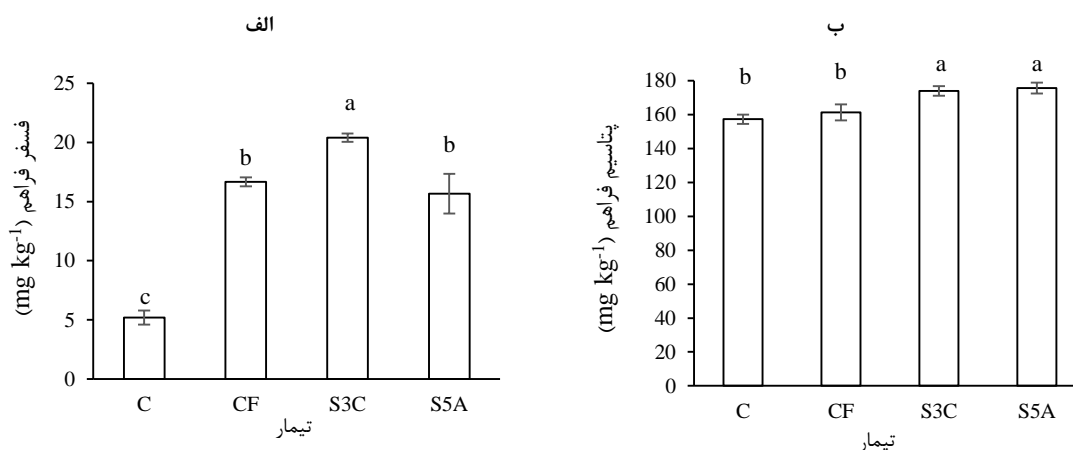 الف
فسفر فراهم (mg kg-1)
25
20
15
10
5
0
c
b
a
b
C CF S3C S5A
تیمار
ب
پتاسیم فراهم (mg kg-1)
180
160
140
120
100
80
60
40
20
0
b
b
a
a
C CF S3C S5A
تیمار